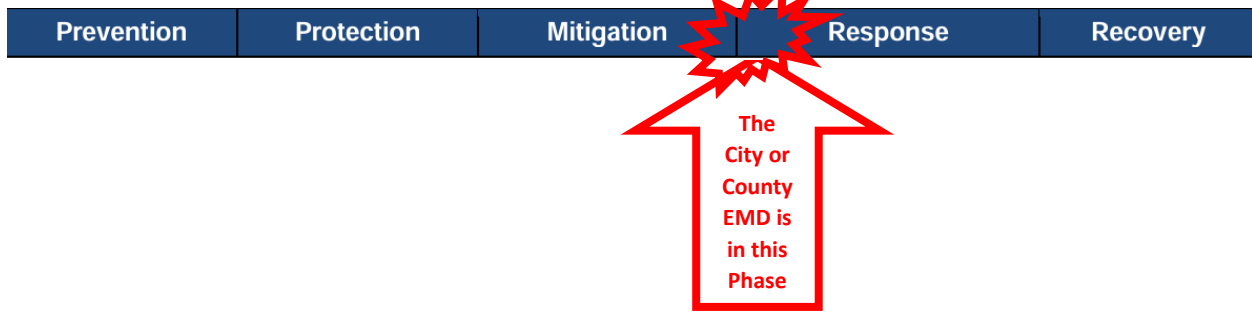 Prevention Protection Mitigation Response Recovery
The
City or
County
EMD is
in this
Phase